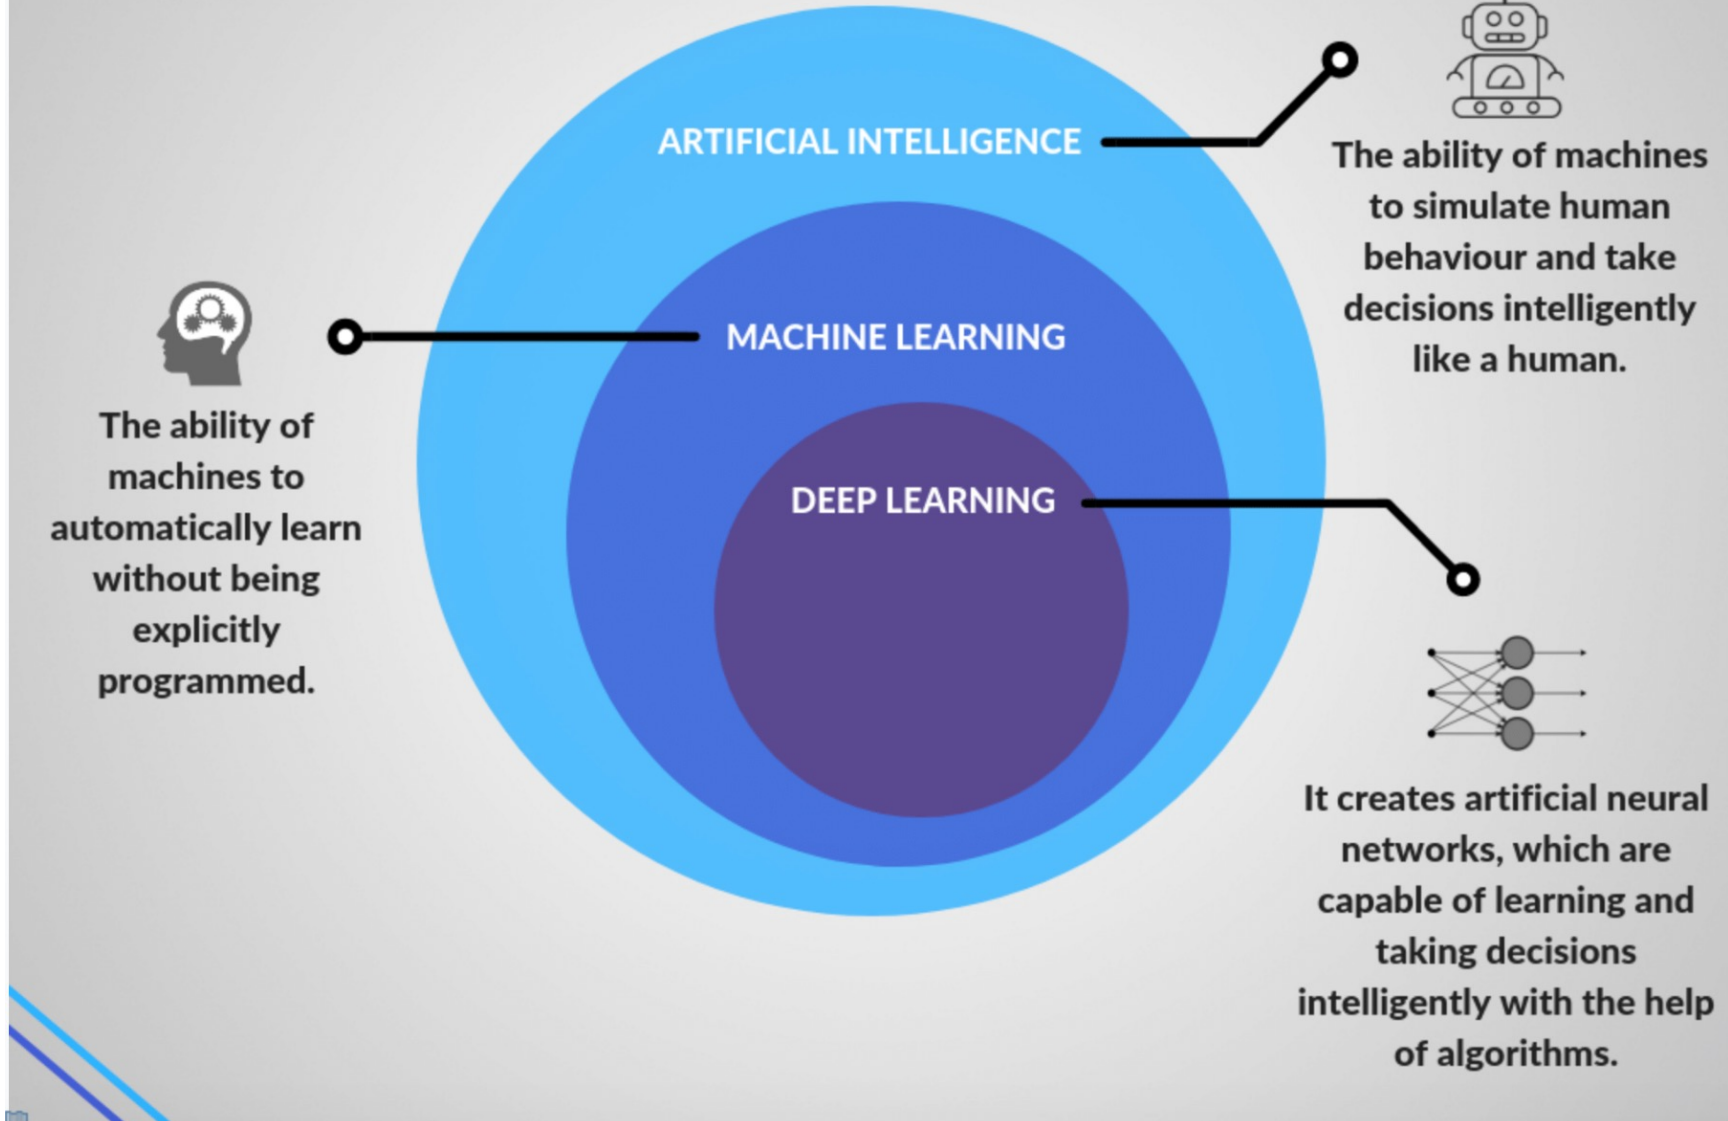 ARTIFICIAL INTELLIGENCE
The ability of machines
to simulate human
behaviour and take
decisions intelligently
like a human.
MACHINE LEARNING
The ability of
machines to
automatically learn
without being
explicitly
programmed.
DEEP LEARNING
It creates artificial neural
networks, which are
capable of learning and
taking decisions
intelligently with the help
of algorithms.